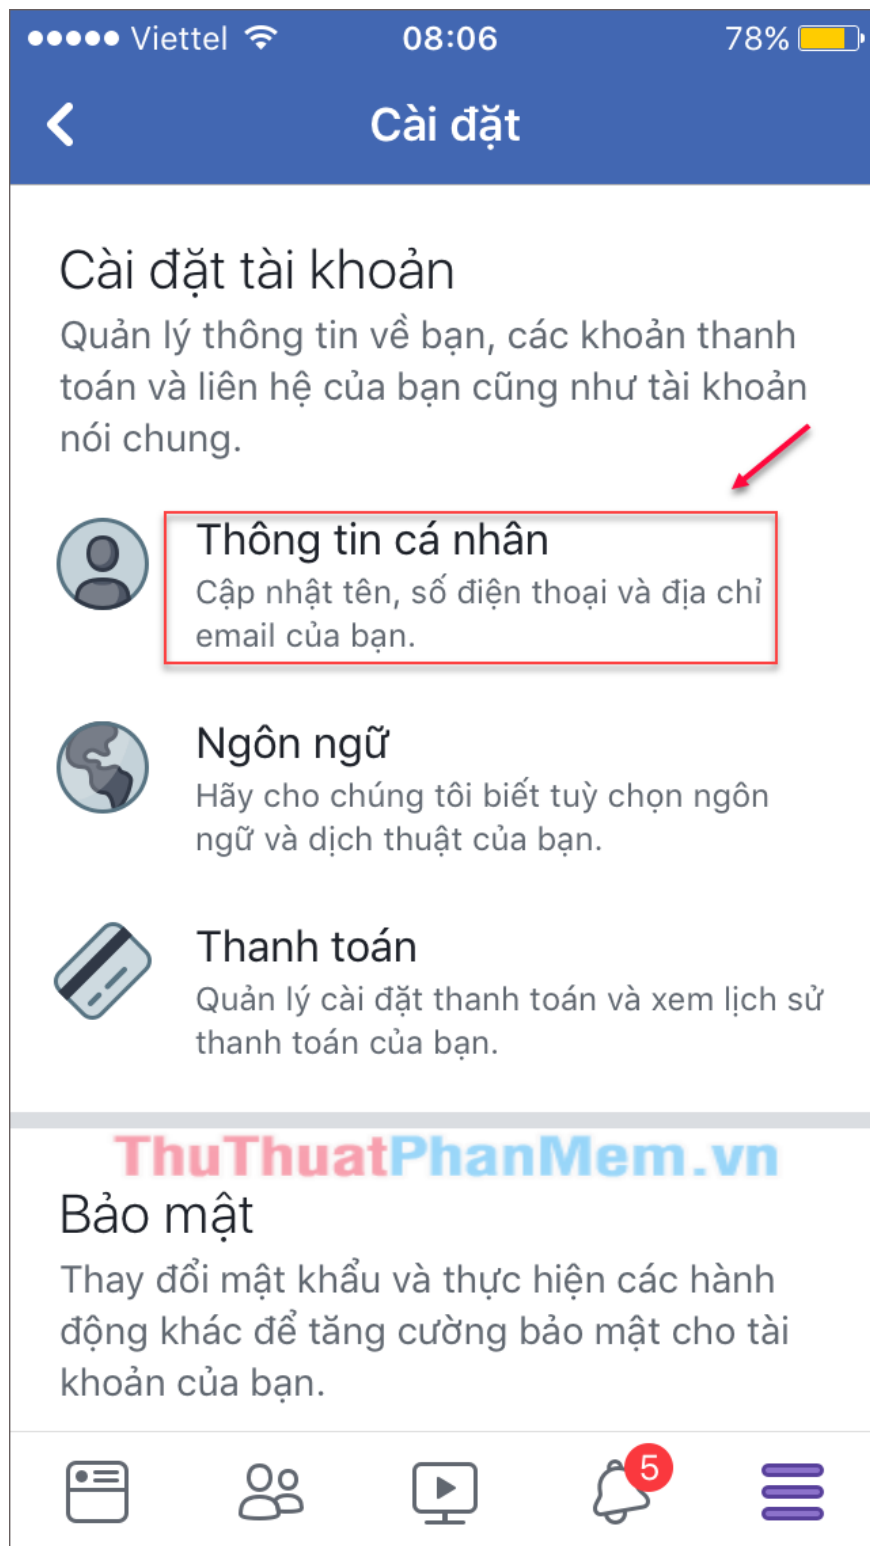 Viettel 08:06 78%
Cài đặt
Cài đặt tài khoản
Quản lý thông tin về bạn, các khoản thanh
toán và liên hệ của bạn cũng như tài khoản
nói chung.
Thông tin cá nhân
Cập nhật tên, số điện thoại và địa chỉ
email của bạn.
Ngôn ngữ
Hãy cho chúng tôi biết tuỳ chọn ngôn
ngữ và dịch thuật của bạn.
Thanh toán
Quản lý cài đặt thanh toán và xem lịch sử
thanh toán của bạn.
ThuThuatPhanMem.vn
Bảo mật
Thay đổi mật khẩu và thực hiện các hành
động khác để tăng cường bảo mật cho tài
khoản của bạn.
5